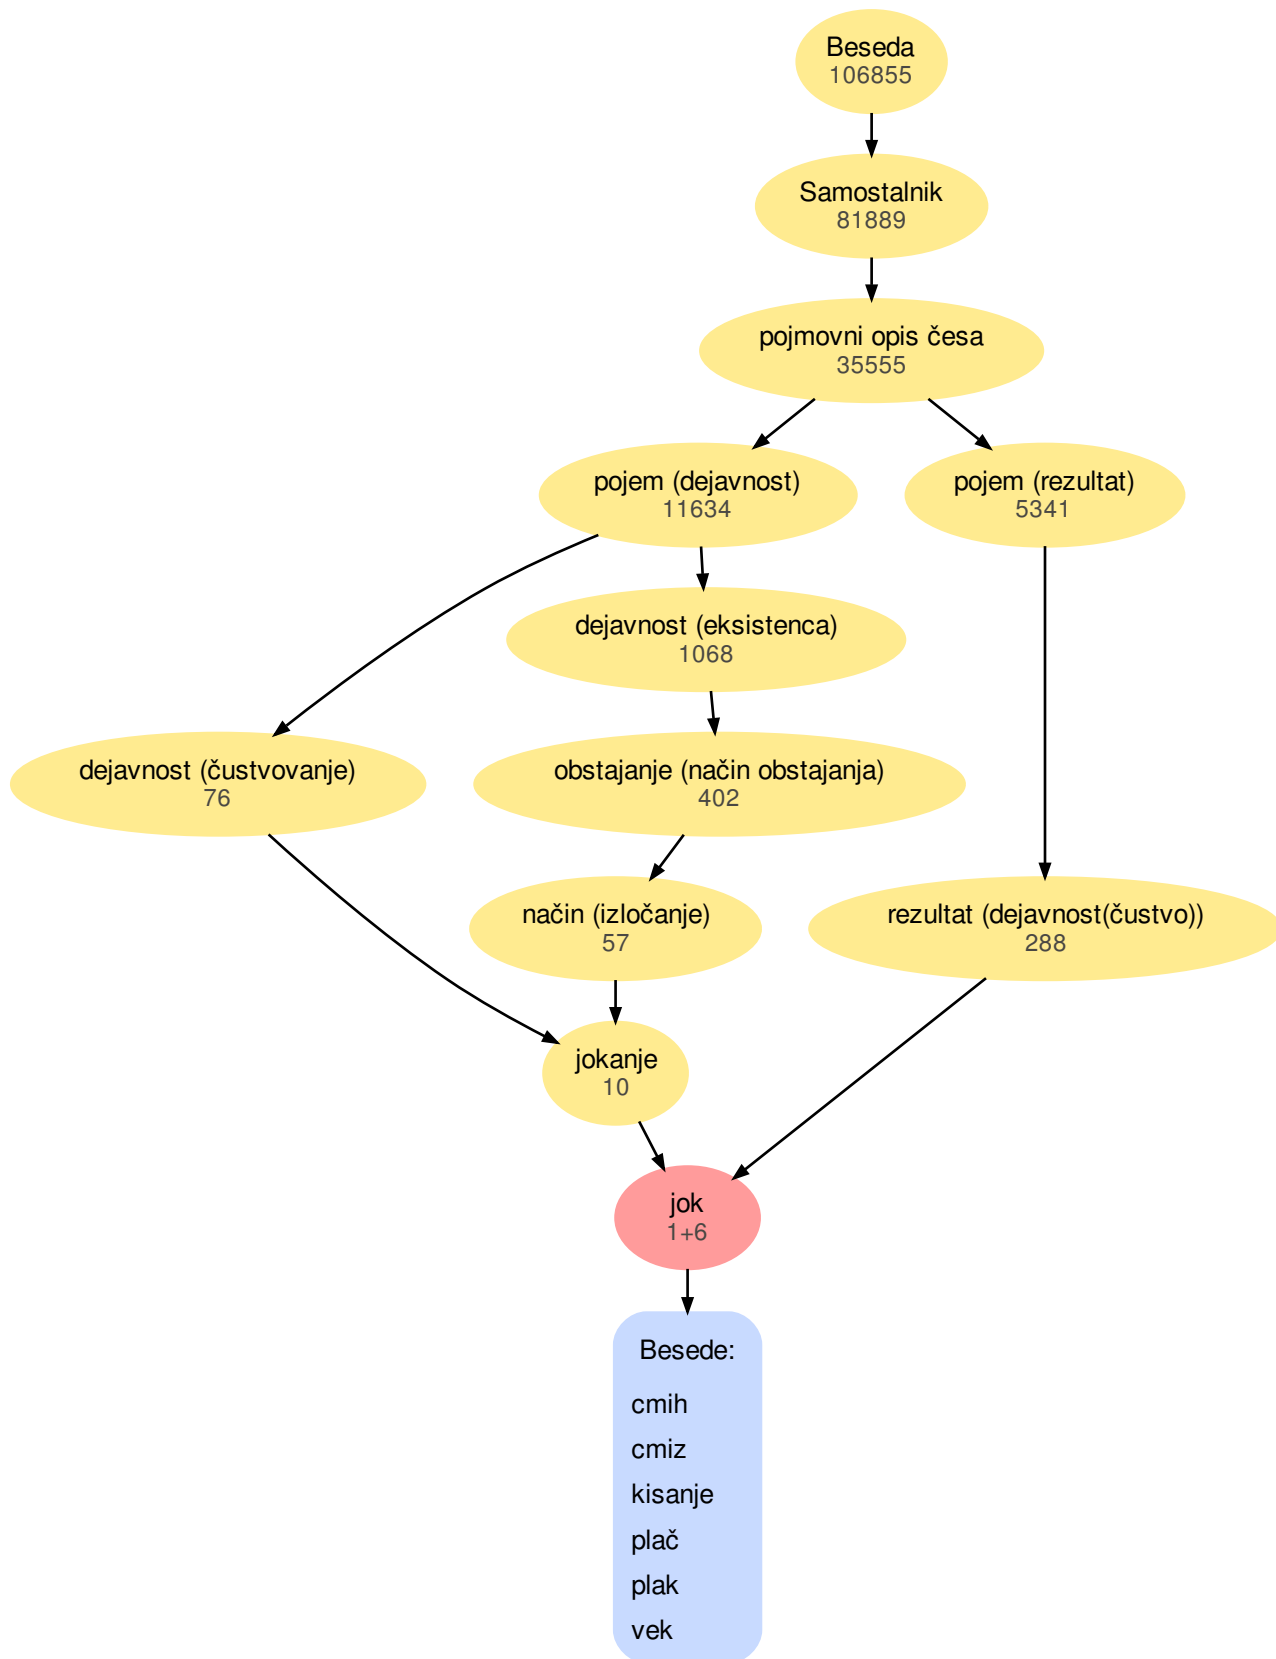 Beseda
106855
Samostalnik
81889
pojmovni opis česa
35555
pojem (dejavnost)
11634
pojem (rezultat)
5341
dejavnost (eksistenca)
1068
dejavnost (čustvovanje)
76
obstajanje (način obstajanja)
402
način (izločanje)
57
rezultat (dejavnost(čustvo))
288
jokanje
10
jok
1+6
Besede:
cmih
cmiz
kisanje
plač
plak
vek